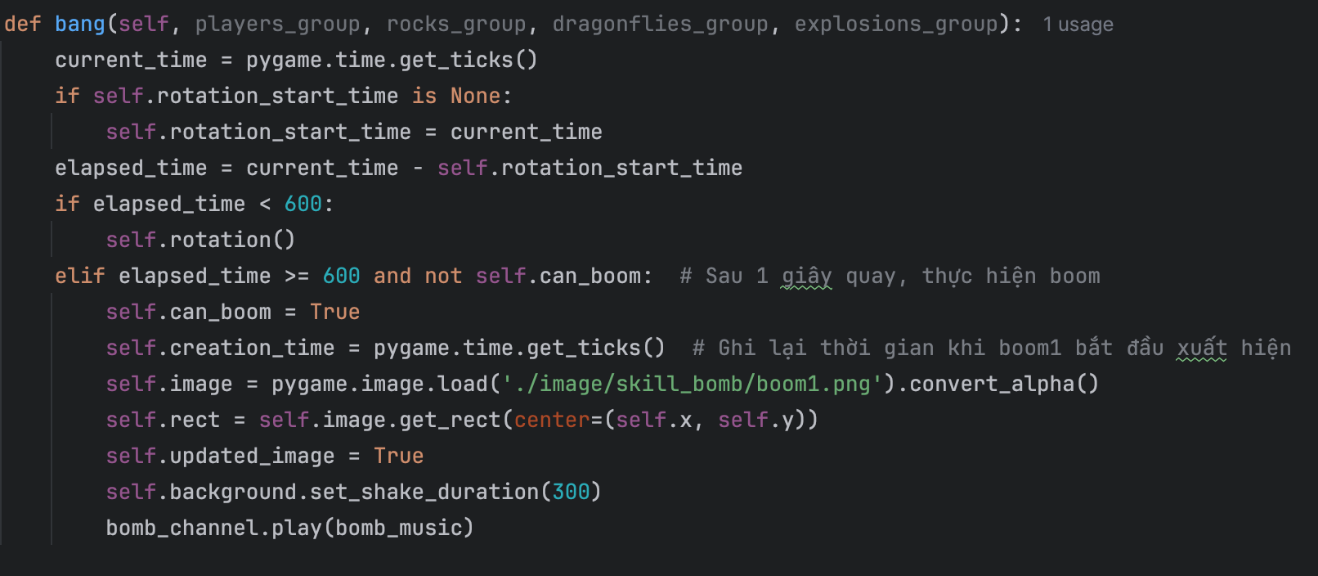 def bang(self, players_group, rocks_group, dragonflies_group, explosions_group): 1 usage
    current_time = pygame.time.get_ticks()
    if self.rotation_start_time is None:
        self.rotation_start_time = current_time
    elapsed_time = current_time - self.rotation_start_time
    if elapsed_time < 600:
        self.rotation()
    elif elapsed_time >= 600 and not self.can_boom:  # Sau 1 giây quay, thực hiện boom
        self.can_boom = True
        self.creation_time = pygame.time.get_ticks()  # Ghi lại thời gian khi boom1 bắt đầu xuất hiện
        self.image = pygame.image.load('./image/skill_bomb/boom1.png').convert_alpha()
        self.rect = self.image.get_rect(center=(self.x, self.y))
        self.updated_image = True
        self.background.set_shake_duration(300)
        bomb_channel.play(bomb_music)